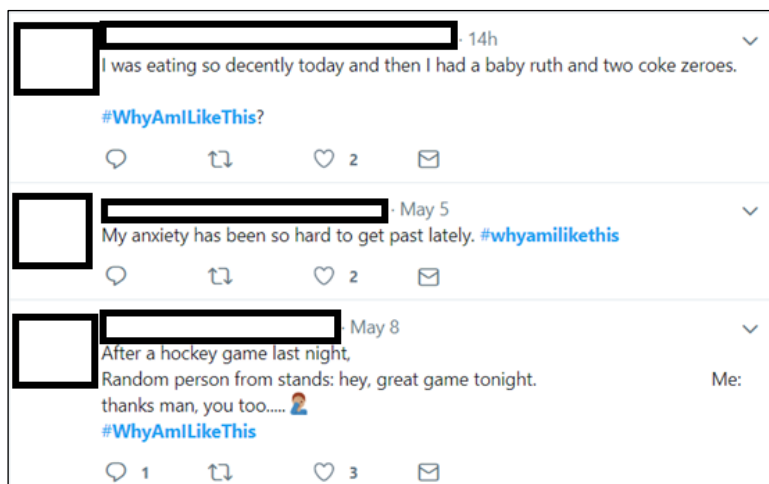 · 14h
I was eating so decently today and then I had a baby ruth and two coke zeroes.
#WhyAmILikeThis?
2
· May 5
My anxiety has been so hard to get past lately. #whyamilikethis
2
· May 8
After a hockey game last night,
Random person from stands: hey, great game tonight. Me:
thanks man, you too..... 🤦🏽‍♂️
#WhyAmILikeThis
1 3